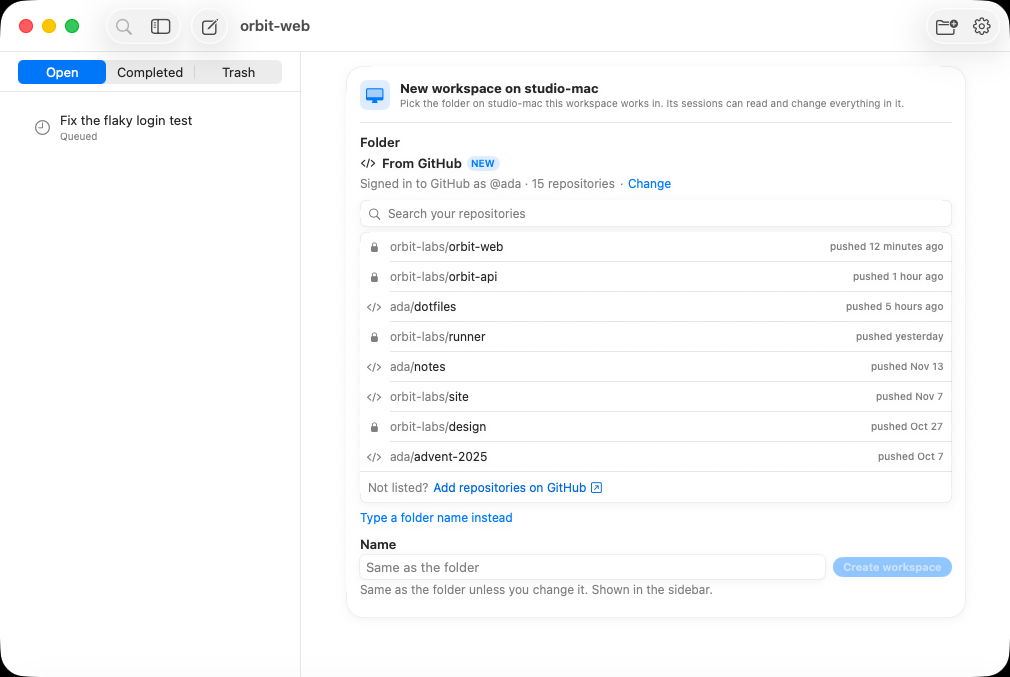 orbit-web
Open Completed Trash
Fix the flaky login test
Queued
New workspace on studio-mac
Pick the folder on studio-mac this workspace works in. Its sessions can read and change everything in it.
Folder
</> From GitHub NEW
Signed in to GitHub as @ada · 15 repositories · Change
Search your repositories
orbit-labs/orbit-web pushed 12 minutes ago
orbit-labs/orbit-api pushed 1 hour ago
</> ada/dotfiles pushed 5 hours ago
orbit-labs/runner pushed yesterday
</> ada/notes pushed Nov 13
</> orbit-labs/site pushed Nov 7
orbit-labs/design pushed Oct 27
</> ada/advent-2025 pushed Oct 7
Not listed? Add repositories on GitHub
Type a folder name instead
Name
Same as the folder Create workspace
Same as the folder unless you change it. Shown in the sidebar.